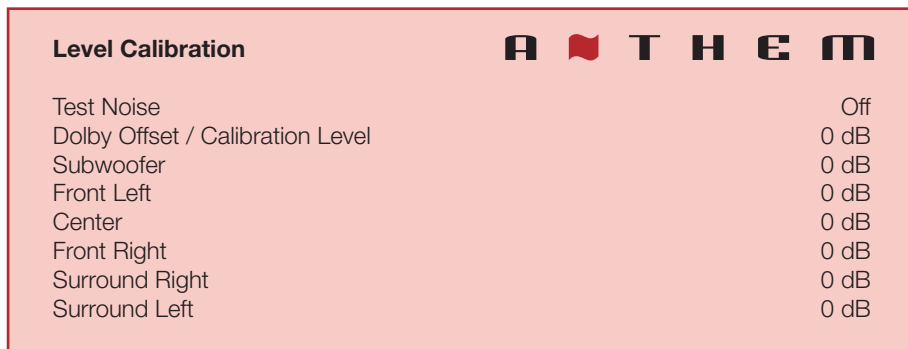 Level Calibration ANTHEM
Test Noise Off
Dolby Offset / Calibration Level 0 dB
Subwoofer 0 dB
Front Left 0 dB
Center 0 dB
Front Right 0 dB
Surround Right 0 dB
Surround Left 0 dB